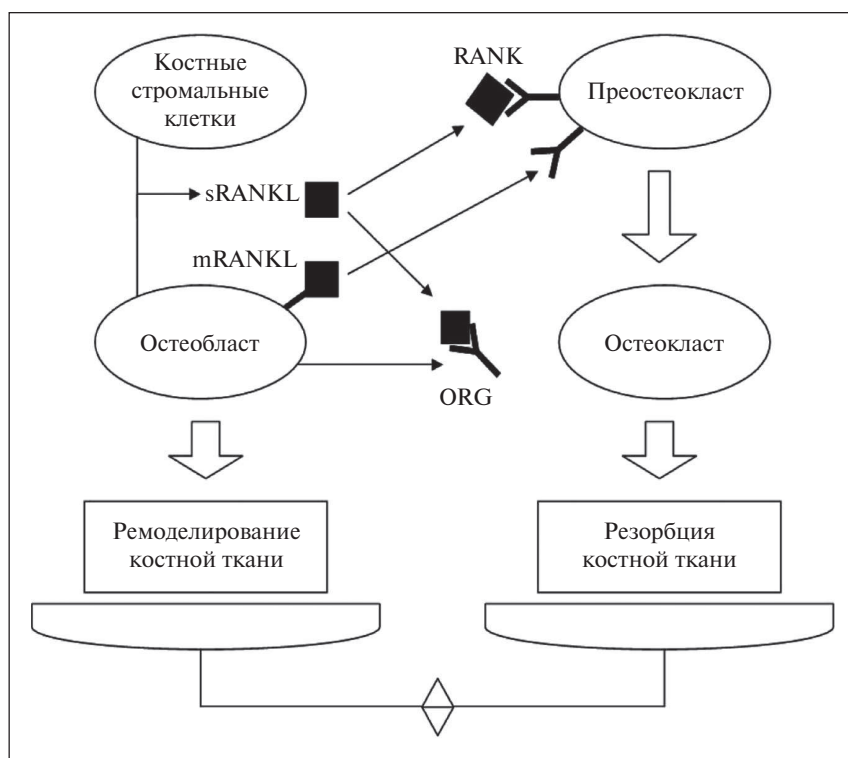 Костные
стромальные
клетки
RANK
Преостеокласт
sRANKL
mRANKL
Остеобласт
Остеокласт
ORG
Ремоделирование
костной ткани
Резорбция
костной ткани